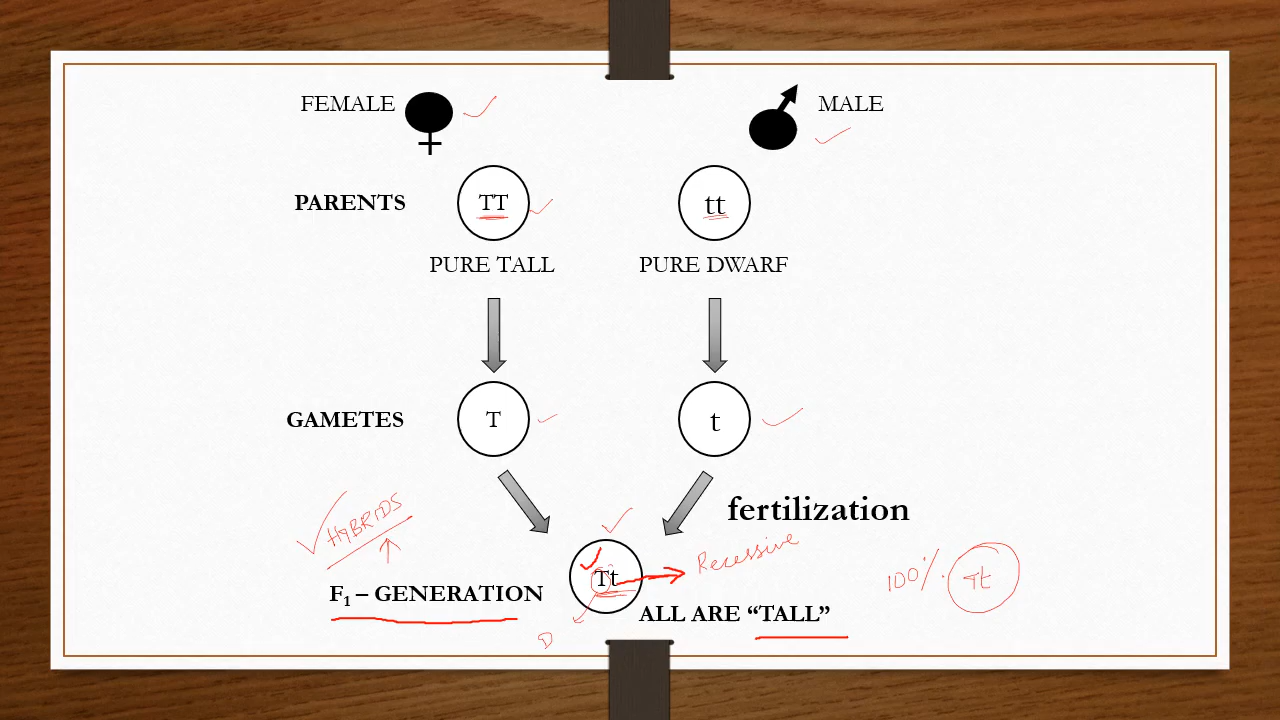 FEMALE
MALE
PARENTS
TT
tt
PURE TALL
PURE DWARF
GAMETES
T
t
fertilization
HYBRIDS
Recessive
Tt
100%
Tt
F₁ – GENERATION
ALL ARE “TALL”
D